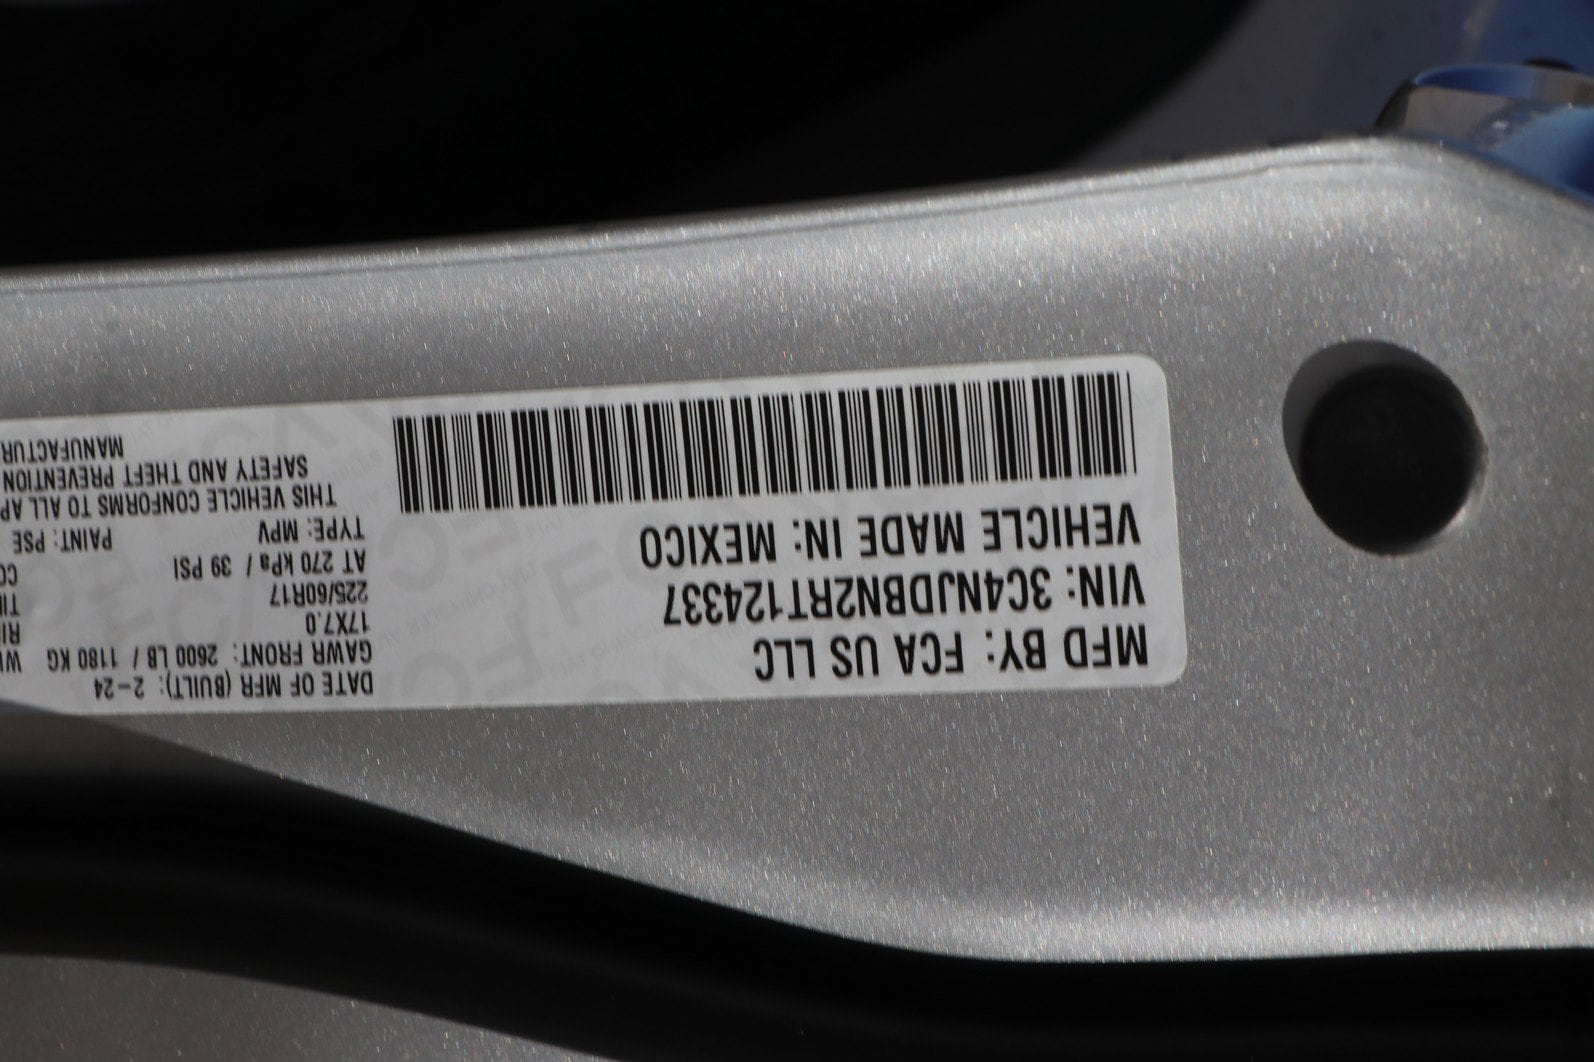 MFD BY: FCA US LLC
VIN: 3C4NJDBN2RT124337
VEHICLE MADE IN: MEXICO
DATE OF MFR (BUILT): 2-24
GAWR FRONT: 2600 LB / 1180 KG
17X7.0
225/60R17
AT 270 kPa / 39 PSI
TYPE: MPV PAINT: PSE
THIS VEHICLE CONFORMS TO ALL AP
SAFETY AND THEFT PREVENTION
MANUFACTUR